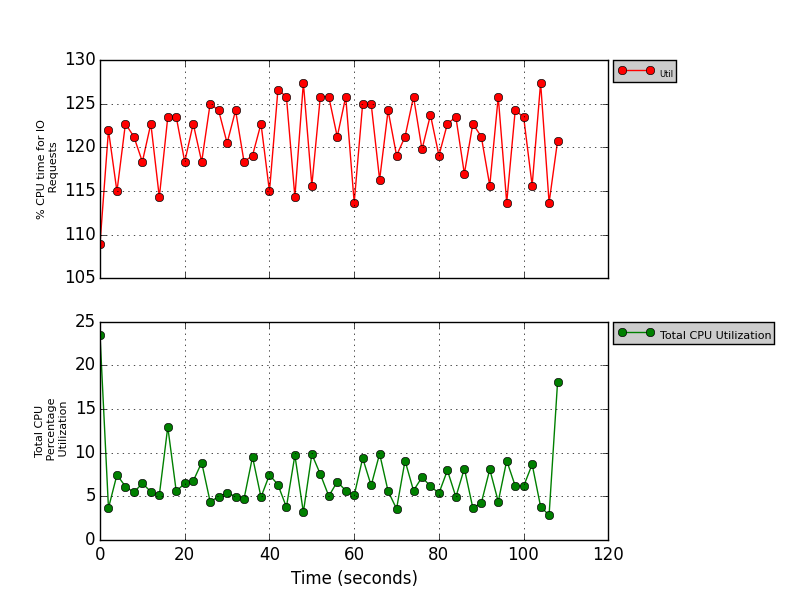 130
125
120
115
110
105
% CPU time for IO
Requests
Util
25
20
15
10
5
0
Total CPU
Percentage
Utilization
Total CPU Utilization
0 20 40 60 80 100 120
Time (seconds)